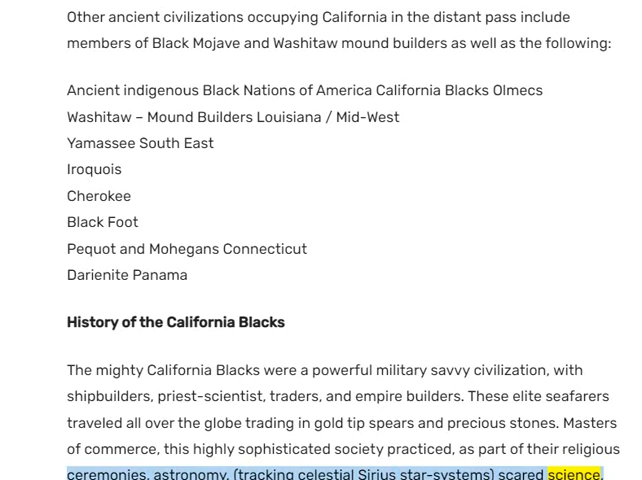 Other ancient civilizations occupying California in the distant pass include
members of Black Mojave and Washitaw mound builders as well as the following:
Ancient indigenous Black Nations of America California Blacks Olmecs
Washitaw – Mound Builders Louisiana / Mid-West
Yamassee South East
Iroquois
Cherokee
Black Foot
Pequot and Mohegans Connecticut
Darienite Panama
History of the California Blacks
The mighty California Blacks were a powerful military savvy civilization, with
shipbuilders, priest-scientist, traders, and empire builders. These elite seafarers
traveled all over the globe trading in gold tip spears and precious stones. Masters
of commerce, this highly sophisticated society practiced, as part of their religious
ceremonies, astronomy, (tracking celestial Sirius star-systems) scared science.